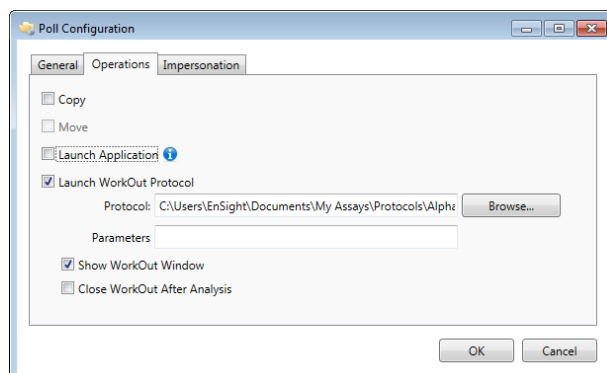 Poll Configuration
General Operations Impersonation
Copy
Move
Launch Application
Launch WorkOut Protocol
Protocol: C:\Users\EnSight\Documents\My Assays\Protocols\Alpha Browse...
Parameters
Show WorkOut Window
Close WorkOut After Analysis
OK Cancel